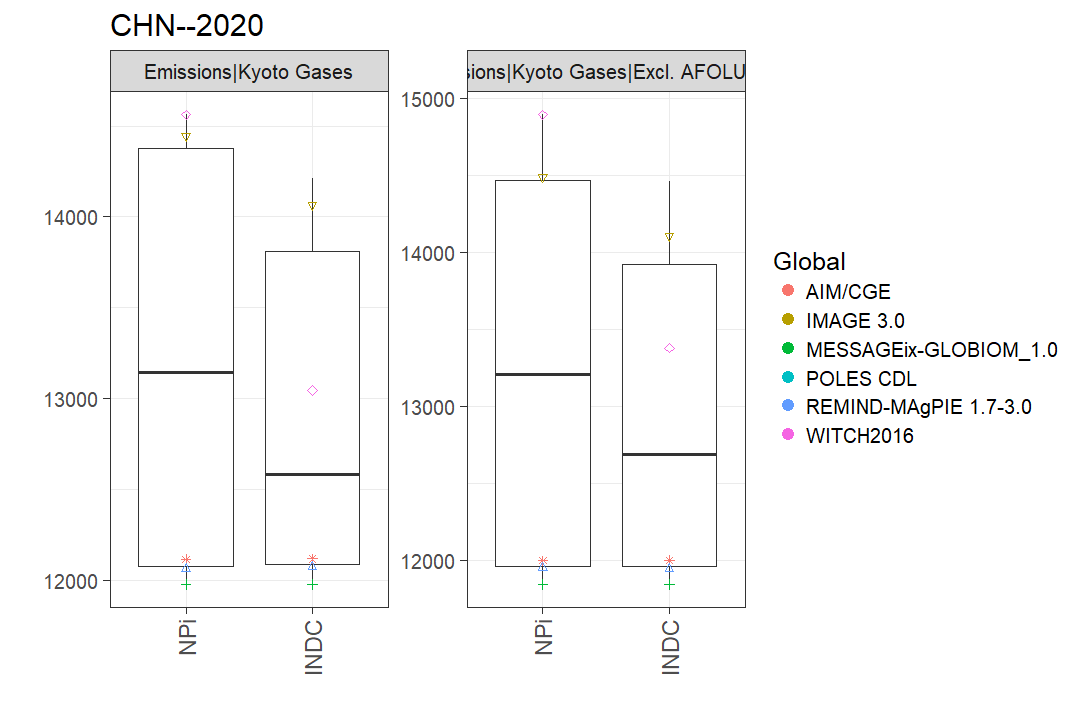 CHN--2020
Emissions|Kyoto Gases
sions|Kyoto Gases|Excl. AFOLU
15000
14000
14000
13000
13000
12000
12000
NPi
INDC
NPi
INDC
Global
AIM/CGE
IMAGE 3.0
MESSAGEix-GLOBIOM_1.0
POLES CDL
REMIND-MAgPIE 1.7-3.0
WITCH2016